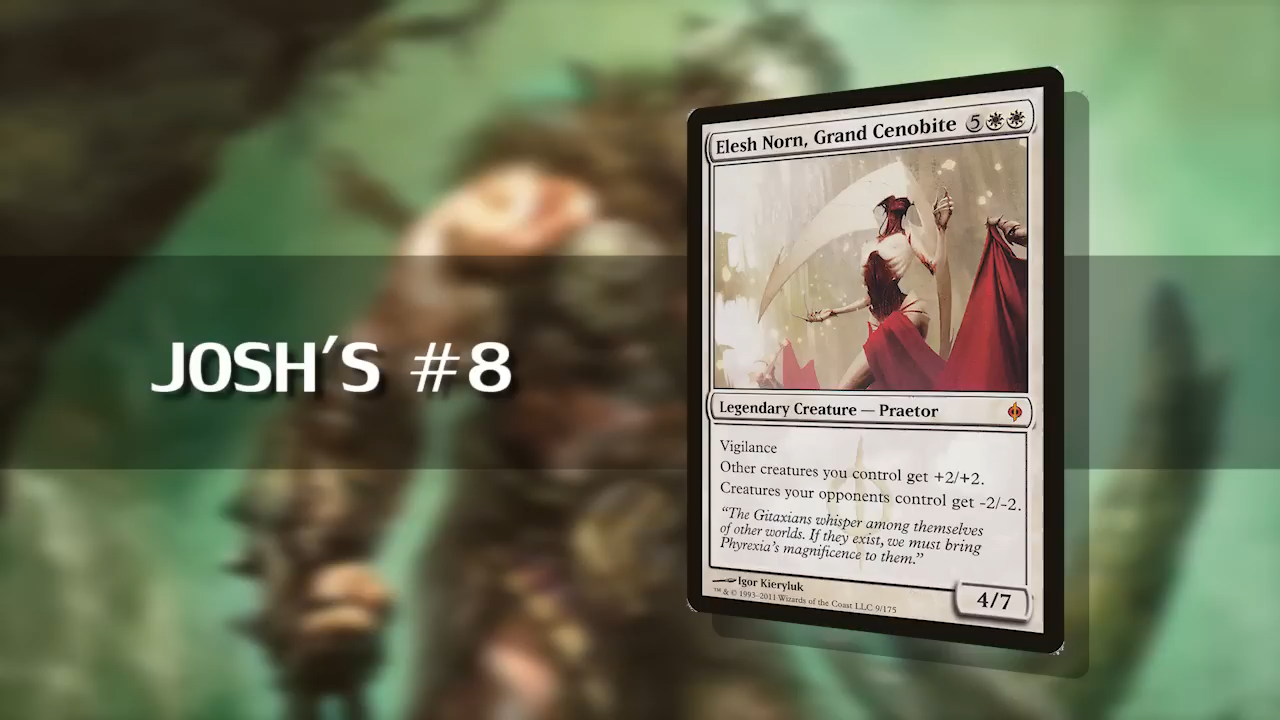 JOSH'S #8
Elesh Norn, Grand Cenobite 5
Legendary Creature — Praetor
Vigilance
Other creatures you control get +2/+2.
Creatures your opponents control get -2/-2.
"The Gitaxians whisper among themselves
of other worlds. If they exist, we must bring
Phyrexia's magnificence to them."
Igor Kieryluk
™ & © 1993–2011 Wizards of the Coast LLC 9/175
4/7